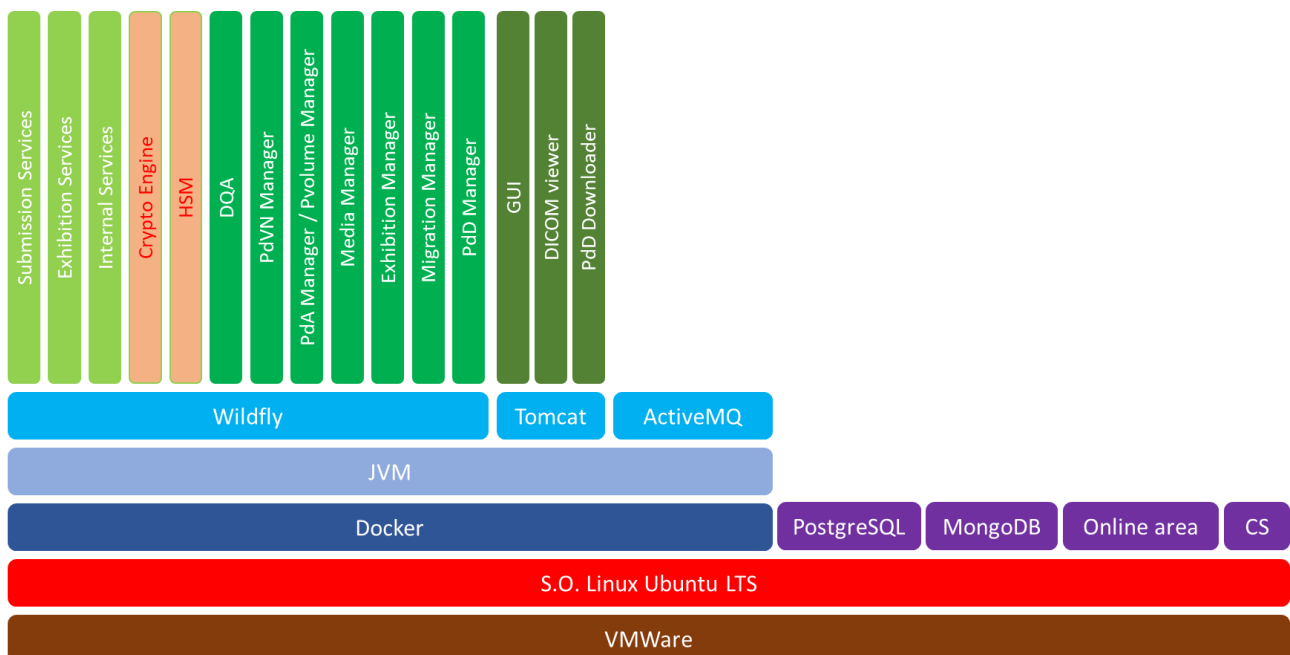 Submission Services
Exhibition Services
Internal Services
Crypto Engine
HSM
DQA
PdVN Manager
PdA Manager / Pvolume Manager
Media Manager
Exhibition Manager
Migration Manager
PdD Manager
GUI
DICOM viewer
PdD Downloader
Wildfly
Tomcat
ActiveMQ
JVM
Docker
PostgreSQL
MongoDB
Online area
CS
S.O. Linux Ubuntu LTS
VMWare